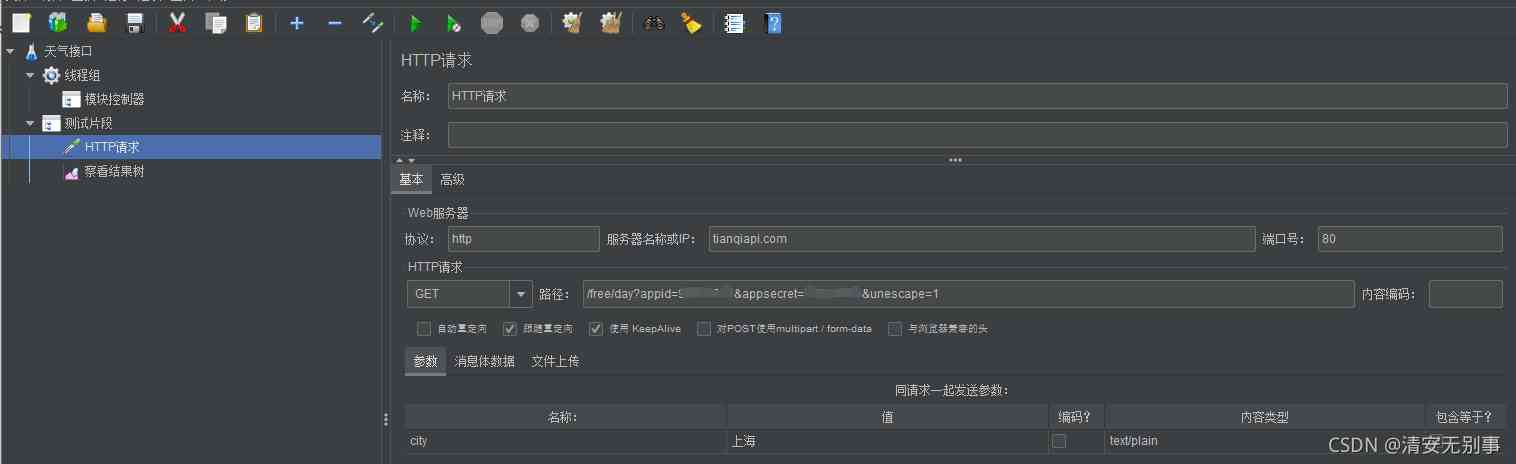 天气接口
线程组
模块控制器
测试片段
HTTP请求
察看结果树
HTTP请求
名称： HTTP请求
注释：
基本 高级
Web服务器
协议： http 服务器名称或IP： tianqiapi.com 端口号： 80
HTTP请求
GET 路径： /free/day?appid= &appsecret= &unescape=1 内容编码：
自动重定向 跟随重定向 使用 KeepAlive 对POST使用multipart / form-data 与浏览器兼容的头
参数 消息体数据 文件上传
同请求一起发送参数：
名称： 值 编码？ 内容类型 包含等于？
city 上海 text/plain
CSDN @清安无别事